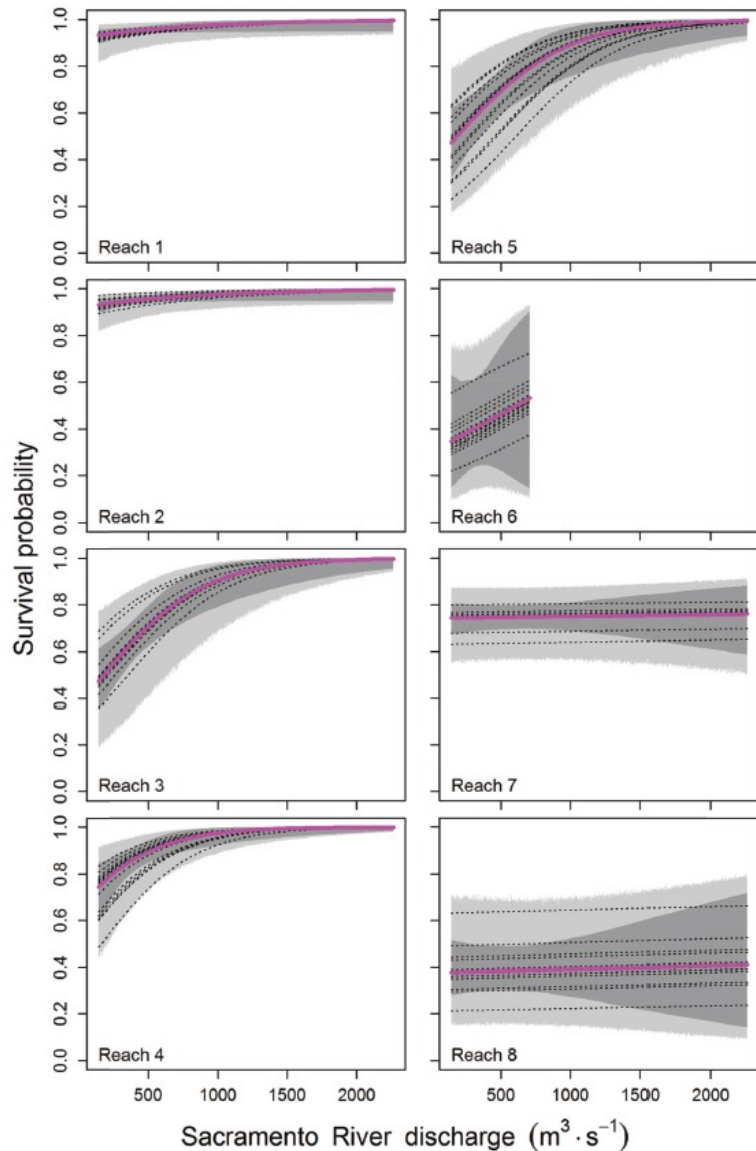 Survival probability
1.0
0.8
0.6
0.4
0.2
0.0
Reach 1
Reach 5
1.0
0.8
0.6
0.4
0.2
0.0
Reach 2
Reach 6
1.0
0.8
0.6
0.4
0.2
0.0
Reach 3
Reach 7
1.0
0.8
0.6
0.4
0.2
0.0
Reach 4
Reach 8
500 1000 1500 2000 500 1000 1500 2000
Sacramento River discharge (m³·s⁻¹)